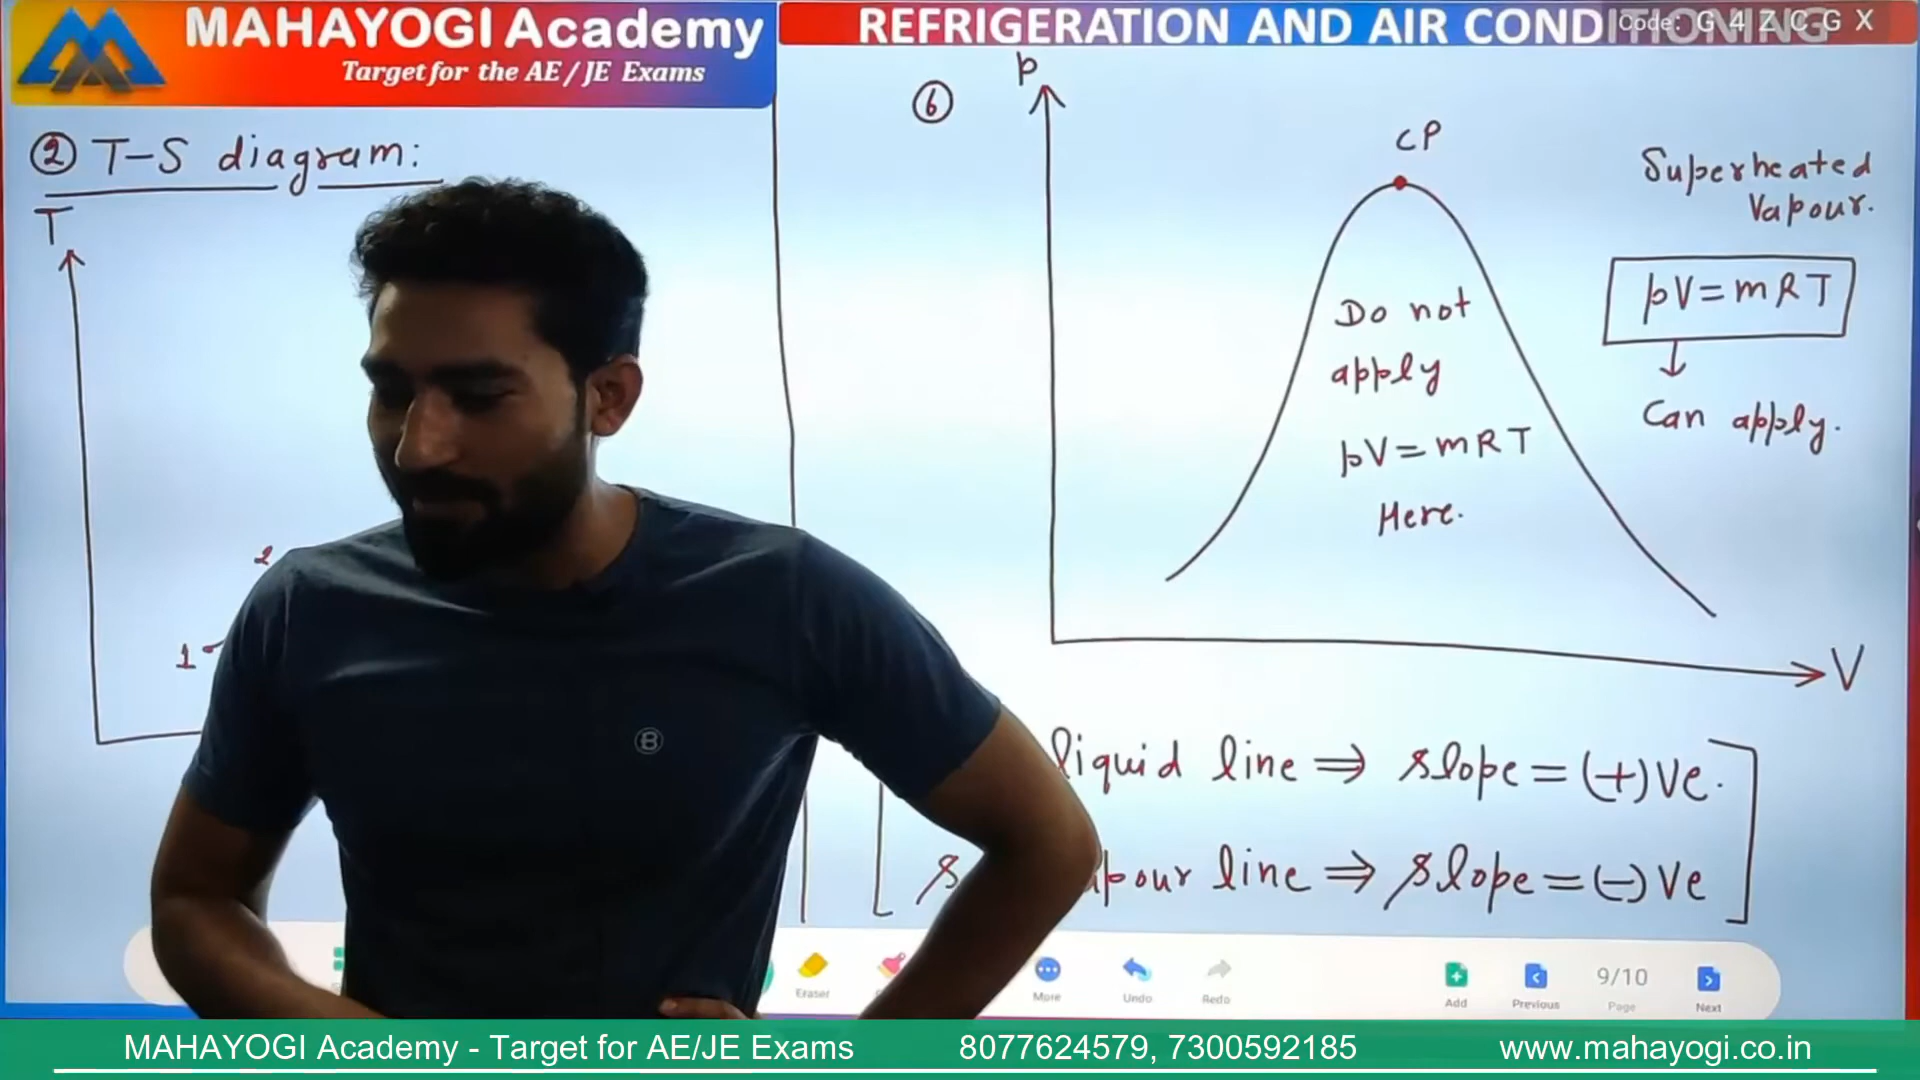 MAHAYOGI Academy
Target for the AE / JE Exams
REFRIGERATION AND AIR CONDITIONING
Code: G 4 Z C G X
② T-S diagram:
T
2
1
⑥
P
CP
Superheated
Vapour.
pV = mRT
Can apply.
Do not
apply
pV = mRT
Here.
V
liquid line ⇒ slope = (+)ve.
line ⇒ slope = (-)ve
Eraser
More
Undo
Redo
Add
Previous
9/10
Page
Next
B
MAHAYOGI Academy - Target for AE/JE Exams
8077624579, 7300592185
www.mahayogi.co.in